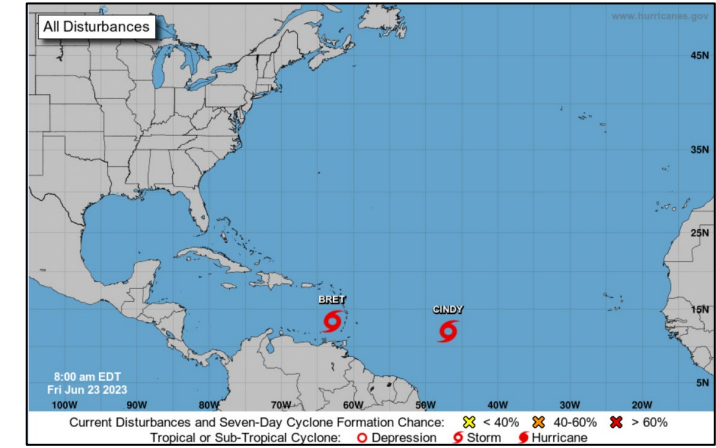 All Disturbances
www.hurricanes.gov
45N
35N
25N
BRET
CINDY
15N
8:00 am EDT
Fri Jun 23 2023
5N
100W 90W 80W 70W 60W 50W 40W 30W 20W
Current Disturbances and Seven-Day Cyclone Formation Chance: < 40% 40-60% > 60%
Tropical or Sub-Tropical Cyclone: Depression Storm Hurricane